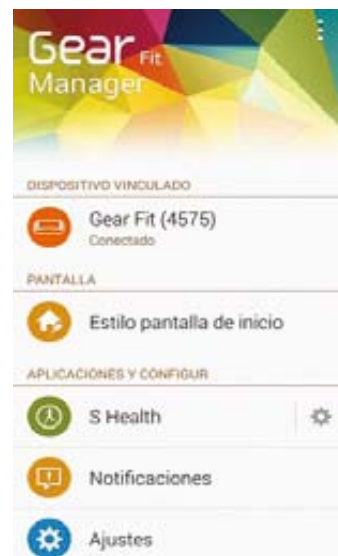 Gear Fit
Manager
DISPOSITIVO VINCULADO
Gear Fit (4575)
Conectado
PANTALLA
Estilo pantalla de inicio
APLICACIONES Y CONFIGUR
S Health
Notificaciones
Ajustes